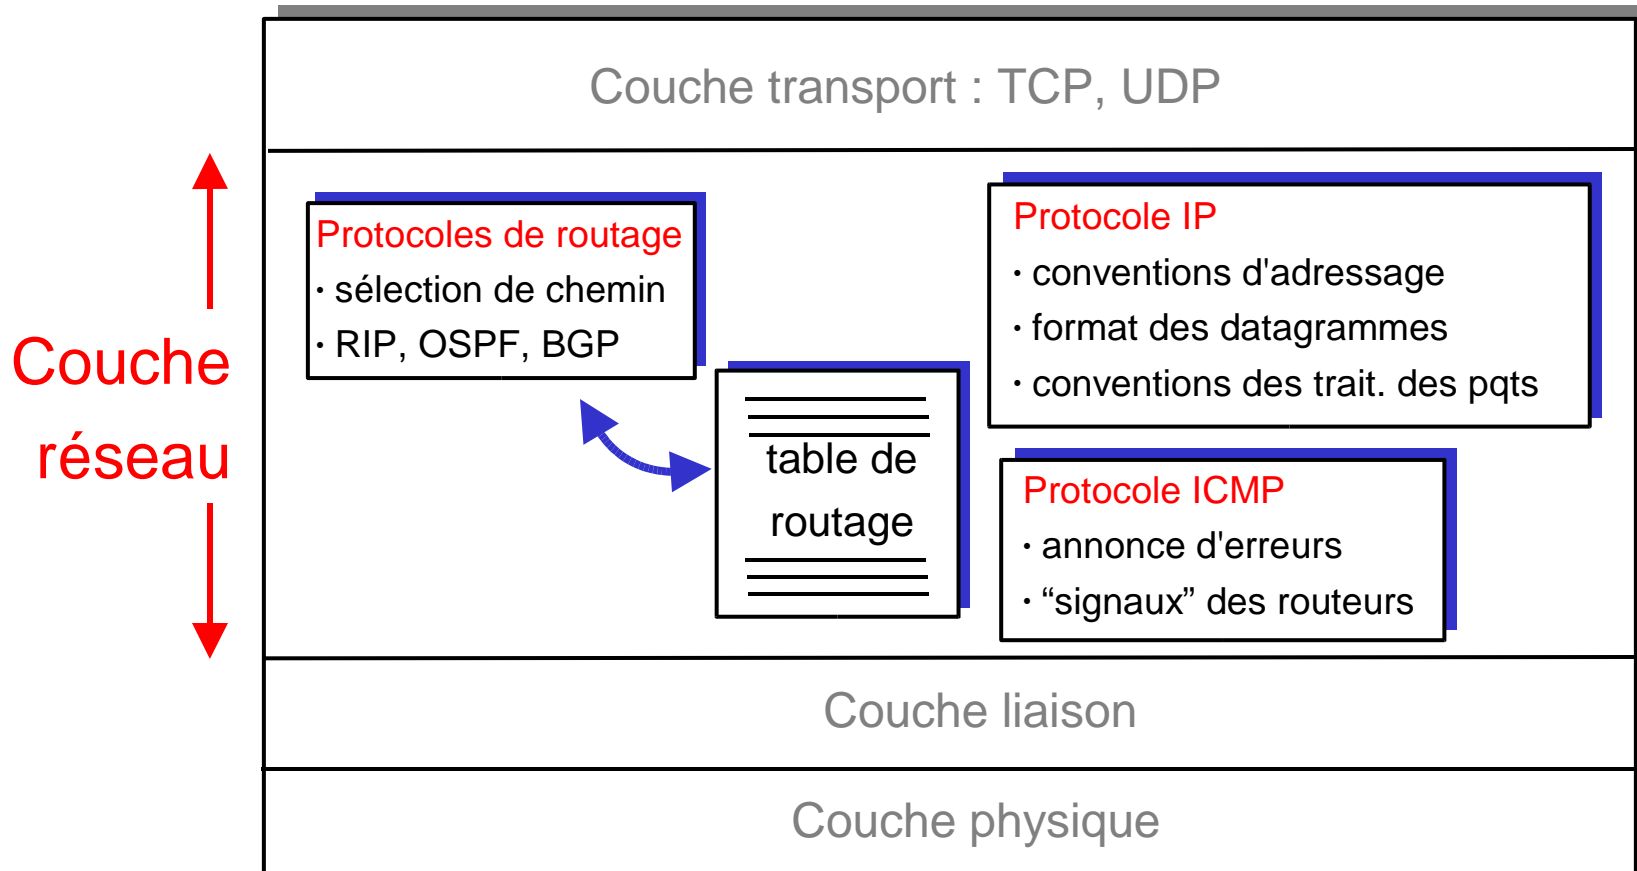 Couche transport : TCP, UDP
Couche
réseau
Protocoles de routage
· sélection de chemin
· RIP, OSPF, BGP
table de
routage
Protocole IP
· conventions d'adressage
· format des datagrammes
· conventions des trait. des pqts
Protocole ICMP
· annonce d'erreurs
· “signaux” des routeurs
Couche liaison
Couche physique